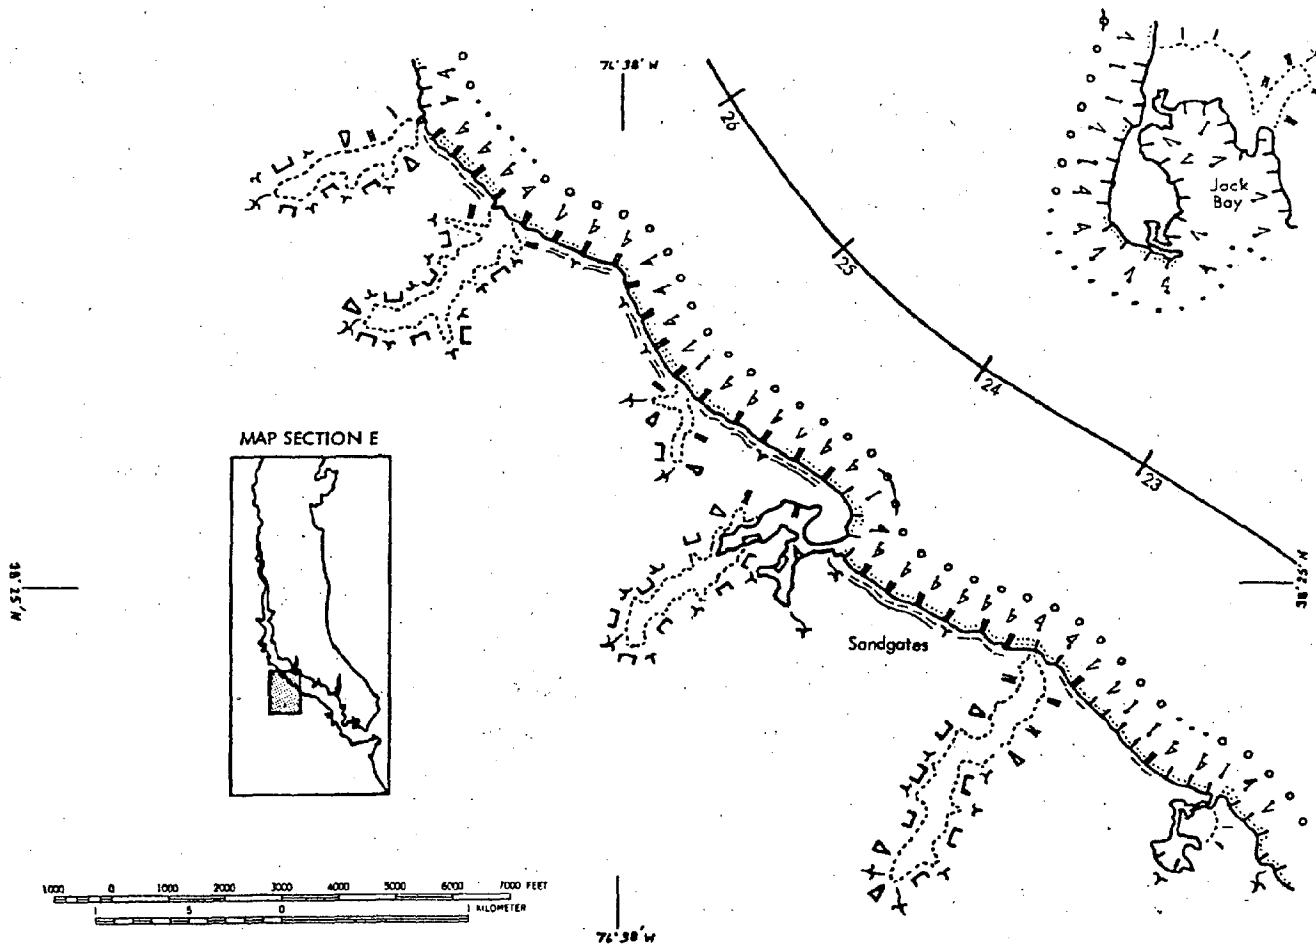 76°38'W
26
Jack
Bay
25
24
MAP SECTION E
23
38°25'N
38°25'N
Sandgates
1000 0 1000 2000 3000 4000 5000 6000 7000 FEET
1 .5 0 1 KILOMETER
76°38'W